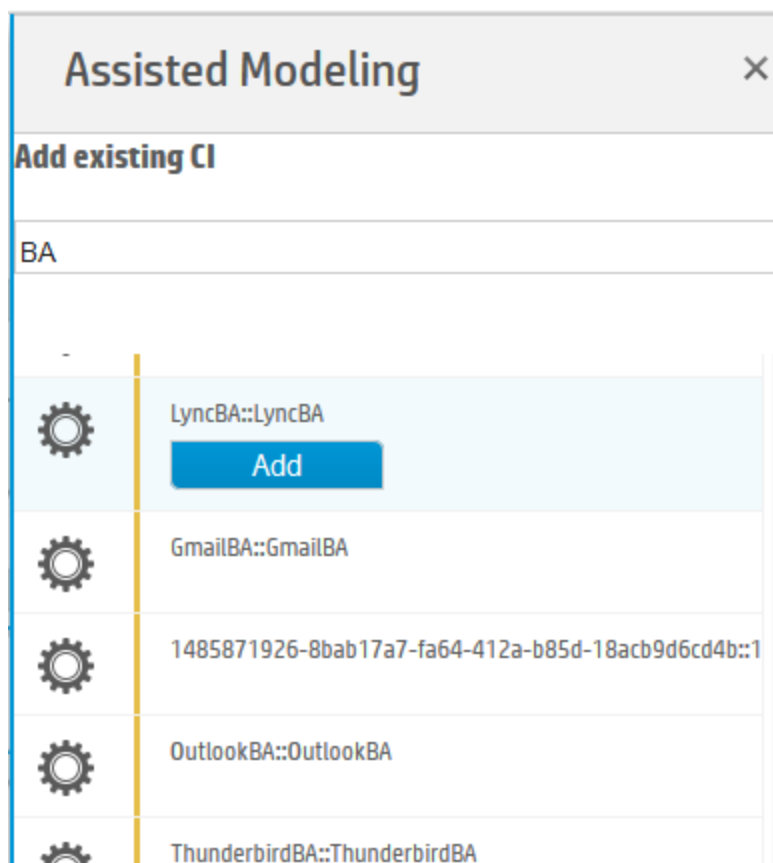 Assisted Modeling ×
Add existing CI
BA
LyncBA::LyncBA
Add
GmailBA::GmailBA
1485871926-8bab17a7-fa64-412a-b85d-18acb9d6cd4b::1
OutlookBA::OutlookBA
ThunderbirdBA::ThunderbirdBA